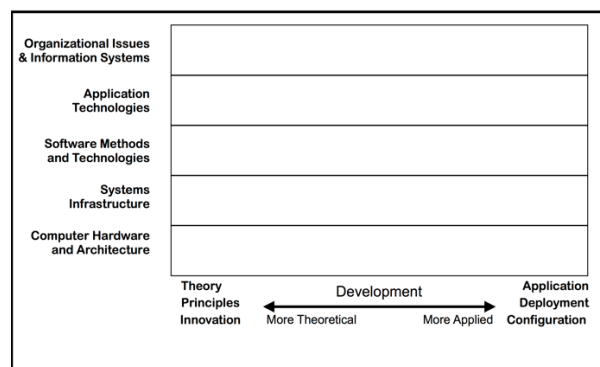 Organizational Issues
& Information Systems
Application
Technologies
Software Methods
and Technologies
Systems
Infrastructure
Computer Hardware
and Architecture
Theory
Principles
Innovation
Development
More Theoretical
More Applied
Application
Deployment
Configuration